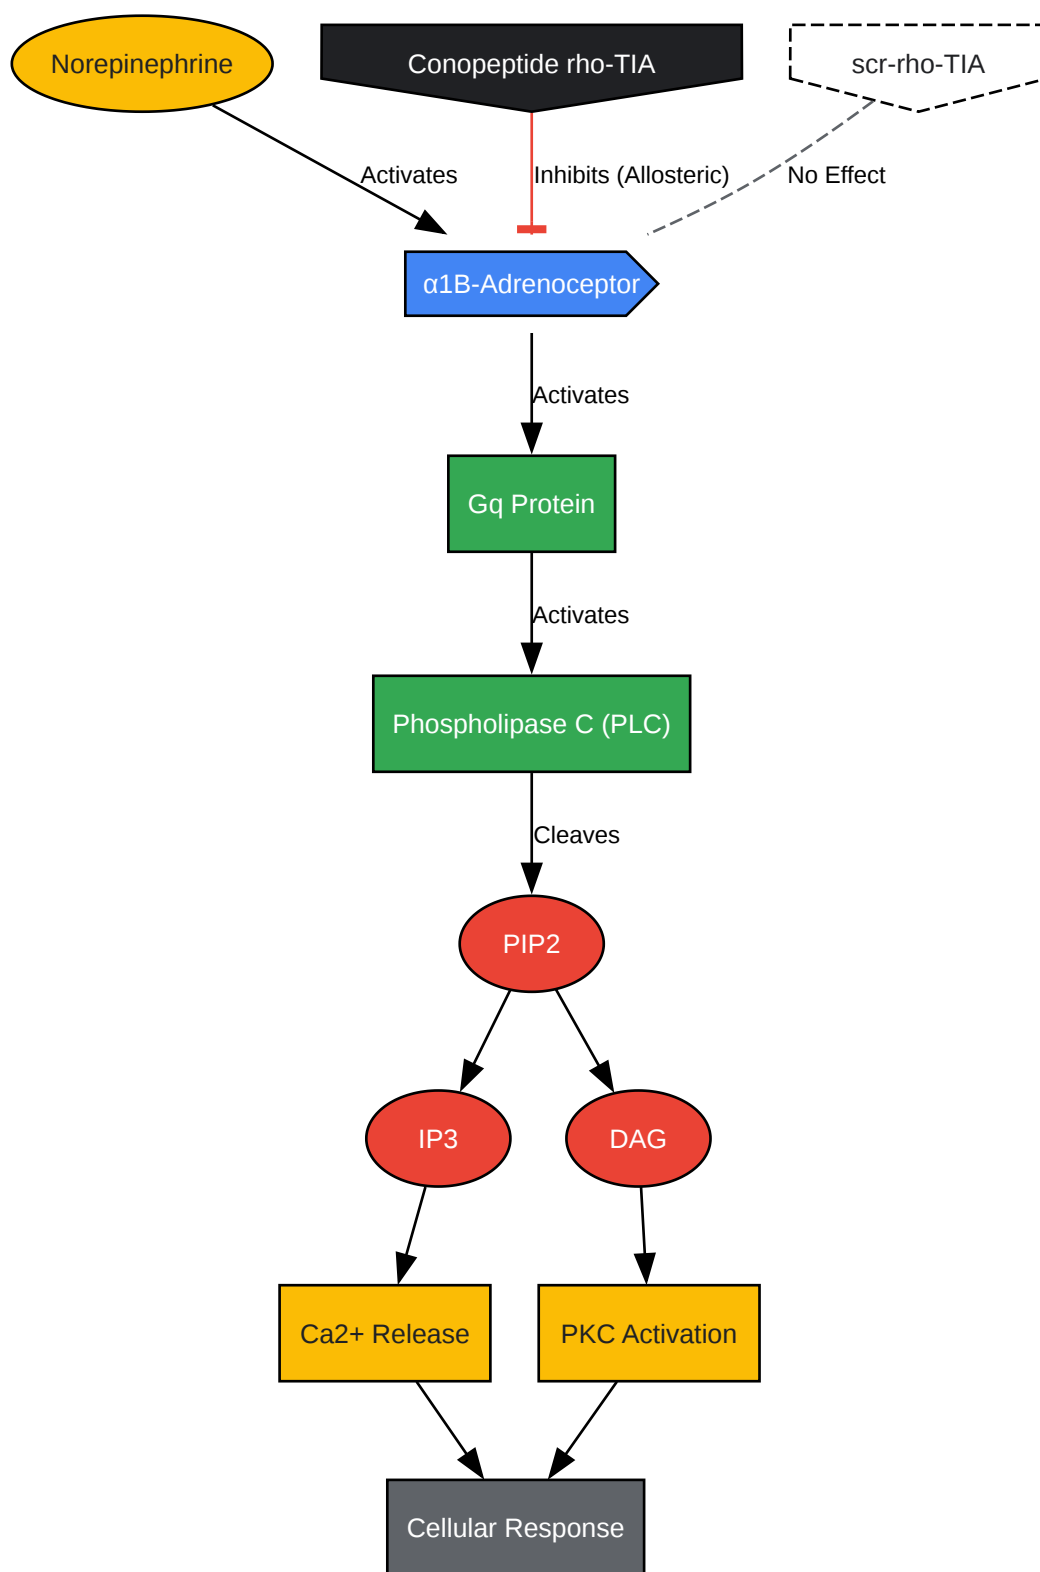 Norepinephrine
Conopeptide rho-TIA
scr-rho-TIA
Activates
Inhibits (Allosteric)
No Effect
α1B-Adrenoceptor
Activates
Gq Protein
Activates
Phospholipase C (PLC)
Cleaves
PIP2
IP3
DAG
Ca2+ Release
PKC Activation
Cellular Response